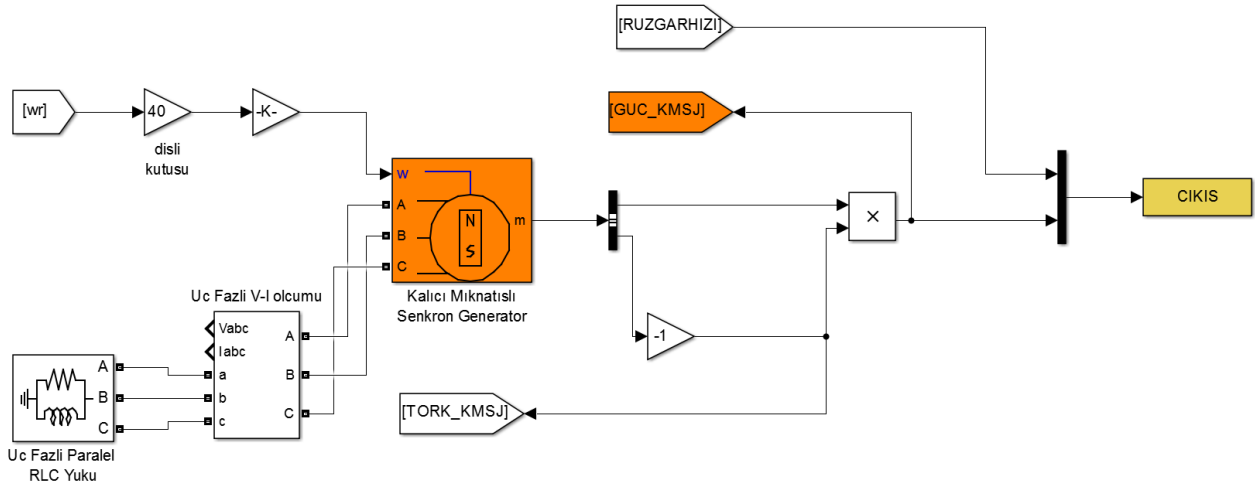 [RUZGARHIZI]
[wr]
40
-K-
[GUC_KMSJ]
disli
kutusu
w
A
B
C
N
S
m
×
CIKIS
Kalıcı Mıknatıslı
Senkron Generator
Uc Fazli V-I olcumu
Vabc
Iabc
a
b
c
A
B
C
-1
A
B
C
[TORK_KMSJ]
Uc Fazli Paralel
RLC Yuku